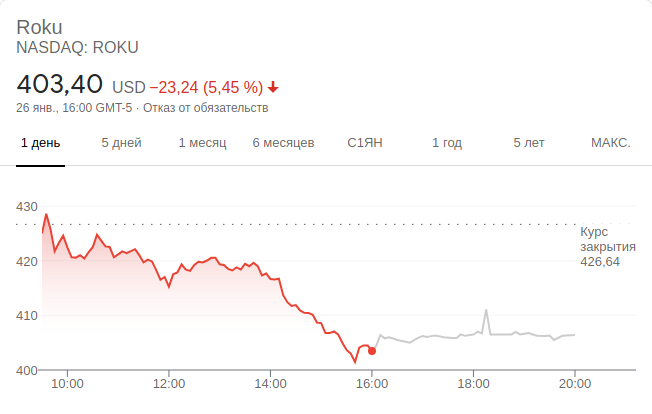 Roku
NASDAQ: ROKU
403,40 USD −23,24 (5,45 %)
26 янв., 16:00 GMT-5 · Отказ от обязательств
1 день 5 дней 1 месяц 6 месяцев С1ЯН 1 год 5 лет МАКС.
430
Курс
закрытия
426,64
420
410
400
10:00 12:00 14:00 16:00 18:00 20:00